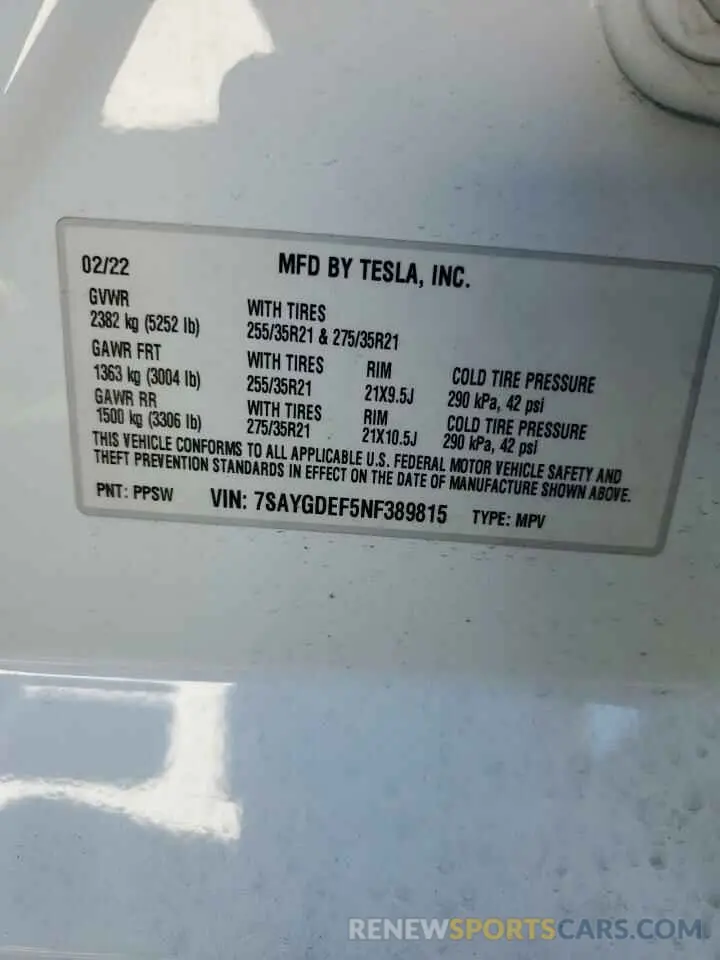 02/22 MFD BY TESLA, INC.
GVWR
2382 kg (5252 lb)
WITH TIRES
255/35R21 & 275/35R21
GAWR FRT
1363 kg (3004 lb)
WITH TIRES
255/35R21
RIM
21X9.5J
COLD TIRE PRESSURE
290 kPa, 42 psi
GAWR RR
1500 kg (3306 lb)
WITH TIRES
275/35R21
RIM
21X10.5J
COLD TIRE PRESSURE
290 kPa, 42 psi
THIS VEHICLE CONFORMS TO ALL APPLICABLE U.S. FEDERAL MOTOR VEHICLE SAFETY AND
THEFT PREVENTION STANDARDS IN EFFECT ON THE DATE OF MANUFACTURE SHOWN ABOVE.
PNT: PPSW VIN: 7SAYGDEF5NF389815 TYPE: MPV
RENEWSPORTSCARS.COM